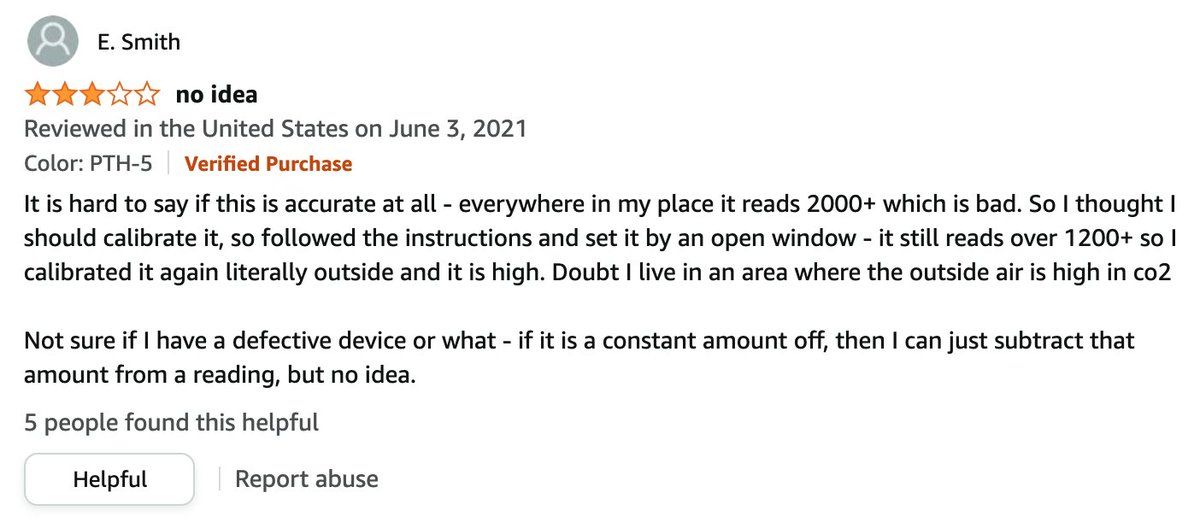 E. Smith
no idea
Reviewed in the United States on June 3, 2021
Color: PTH-5 Verified Purchase
It is hard to say if this is accurate at all - everywhere in my place it reads 2000+ which is bad. So I thought I
should calibrate it, so followed the instructions and set it by an open window - it still reads over 1200+ so I
calibrated it again literally outside and it is high. Doubt I live in an area where the outside air is high in co2
Not sure if I have a defective device or what - if it is a constant amount off, then I can just subtract that
amount from a reading, but no idea.
5 people found this helpful
Helpful Report abuse